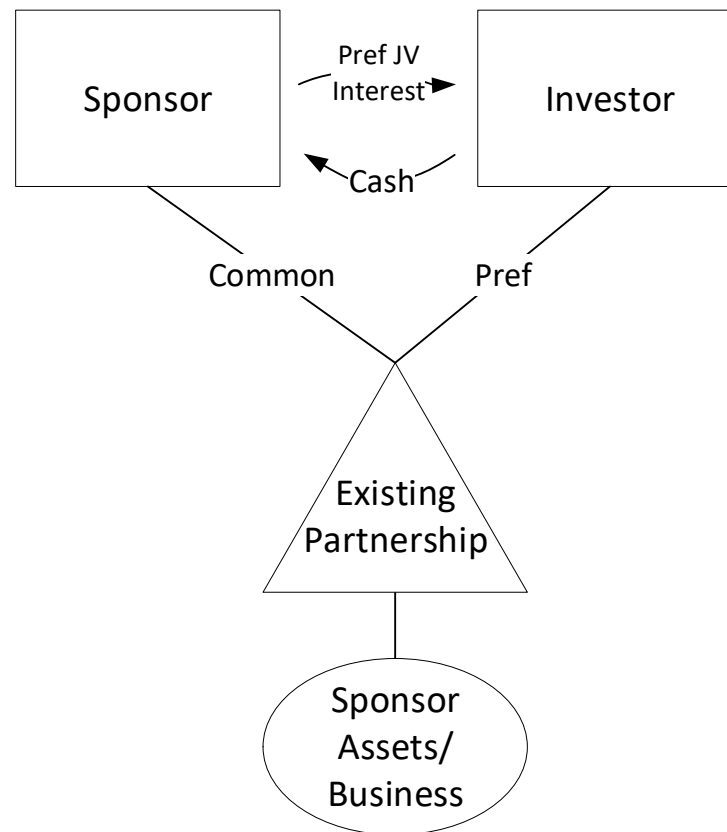 Sponsor
Pref JV
Interest
Investor
Cash
Common
Pref
Existing
Partnership
Sponsor
Assets/
Business